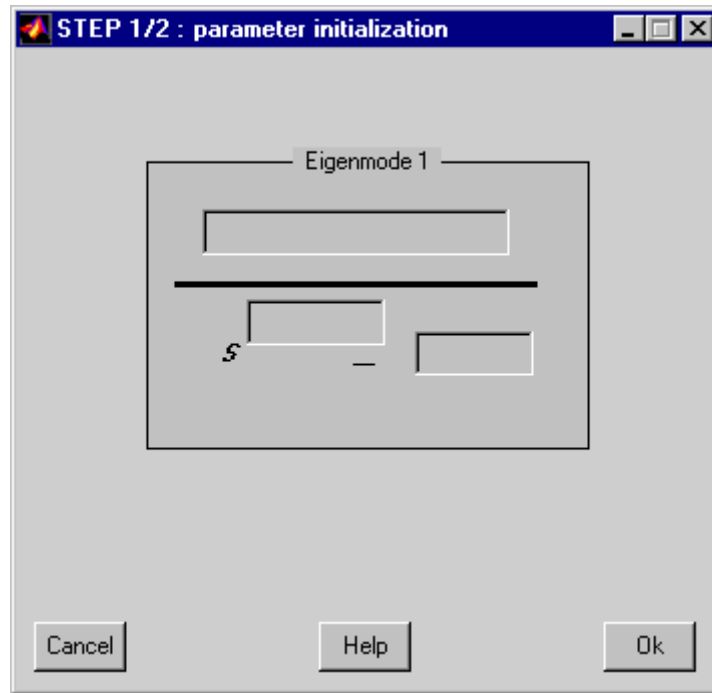 STEP 1/2 : parameter initialization
Eigenmode 1
s —
Cancel Help Ok